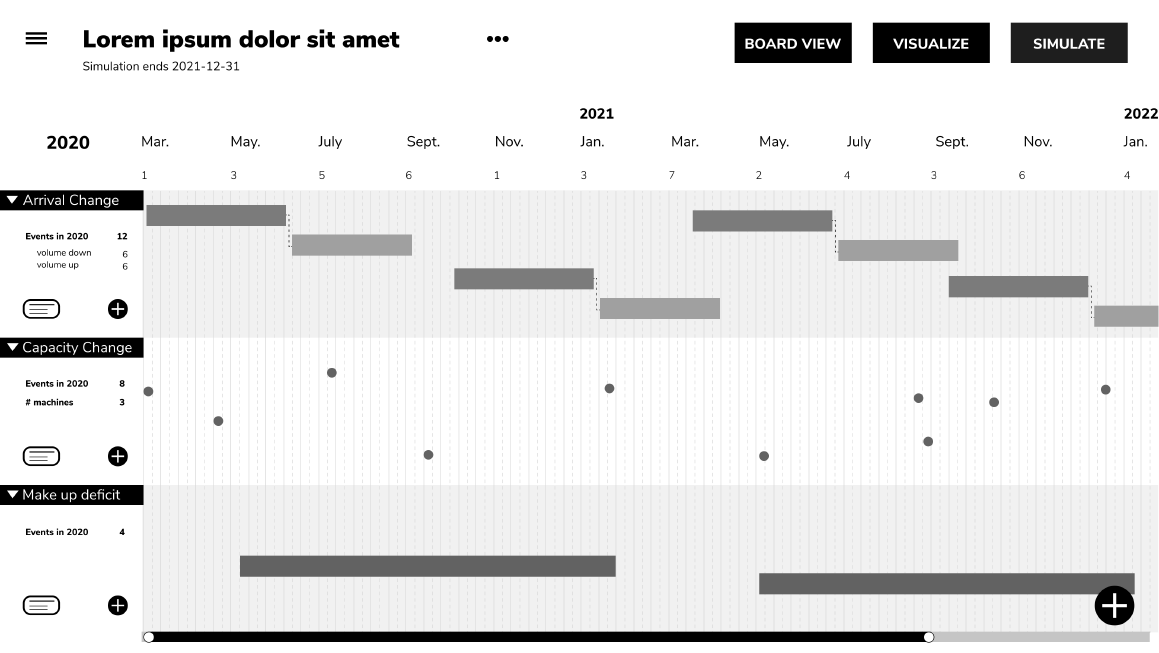 Lorem ipsum dolor sit amet
BOARD VIEW VISUALIZE SIMULATE
Simulation ends 2021-12-31
2021 2022
2020 Mar. May. July Sept. Nov. Jan. Mar. May. July Sept. Nov. Jan.
1 3 5 6 1 3 7 2 4 3 6 4
Arrival Change
Events in 2020 12
volume down 6
volume up 6
Capacity Change
Events in 2020 8
# machines 3
Make up deficit
Events in 2020 4